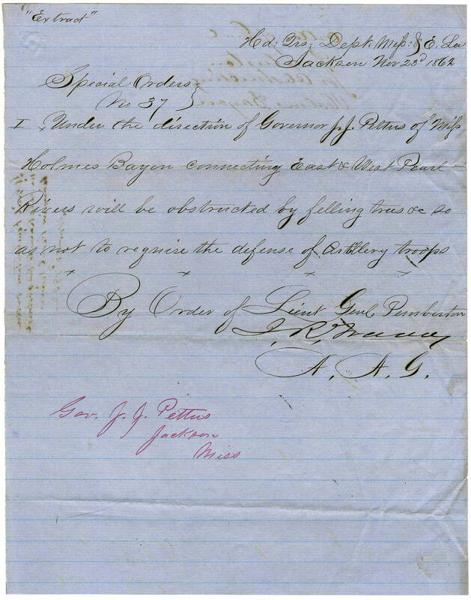 "Extract"
Hd. Qrs. Dept. Miss. & E. La
Jackson Nov 23d 1862
Special Orders
No 37
I Under the direction of Governor J. J. Pettus of Miss
Holmes Bayou connecting East & West Pearl
Rivers will be obstructed by felling trees &c so
as not to require the defense of Artillery troops
By Order of Lieut Genl Pemberton
J. R. Waddy
A. A. G.
Gov. J. J. Pettus
Jackson
Miss